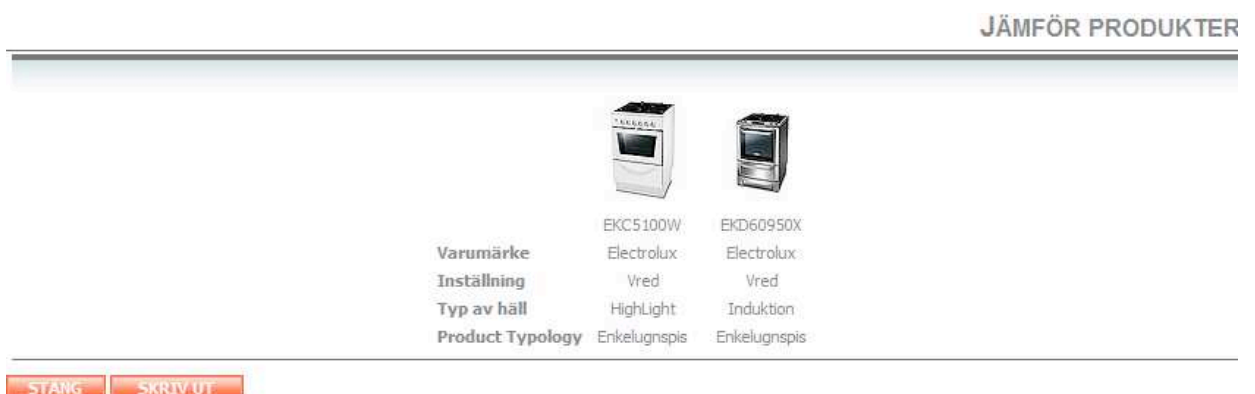 JÄMFÖR PRODUKTER
EKC5100W EKD60950X
Varumärke Electrolux Electrolux
Inställning Vred Vred
Typ av häll HighLight Induktion
Product Typology Enkelugnspis Enkelugnspis
STÄNG SKRIV UT